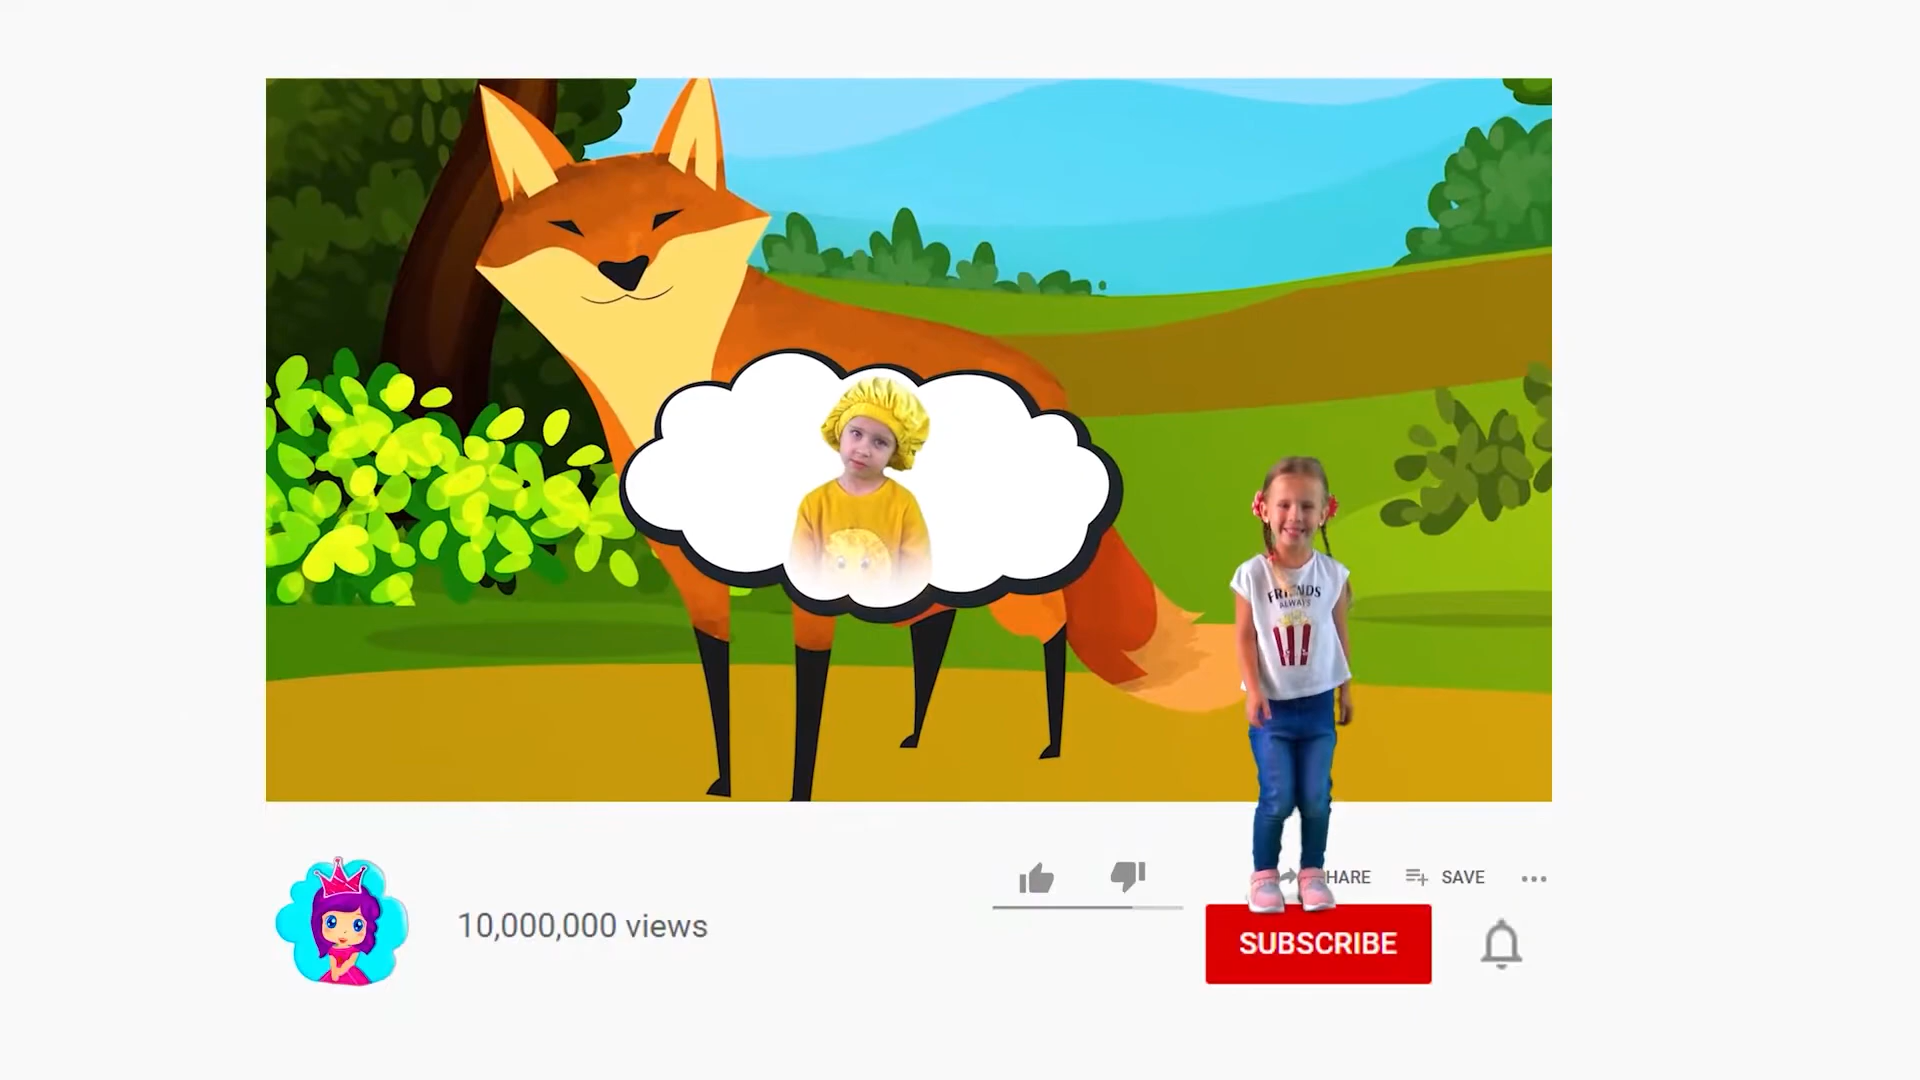 FRIENDS
ALWAYS
10,000,000 views
HARE
SAVE
SUBSCRIBE